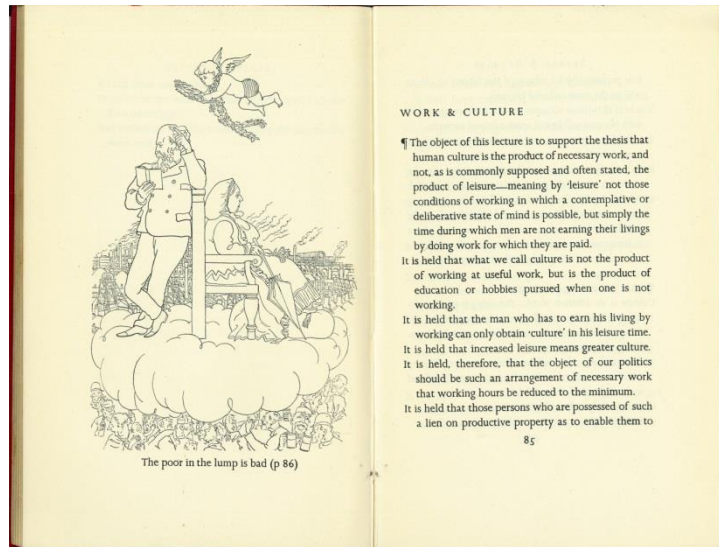 The poor in the lump is bad (p 86)
WORK & CULTURE
¶ The object of this lecture is to support the thesis that
human culture is the product of necessary work, and
not, as is commonly supposed and often stated, the
product of leisure—meaning by ‘leisure’ not those
conditions of working in which a contemplative or
deliberative state of mind is possible, but simply the
time during which men are not earning their livings
by doing work for which they are paid.
It is held that what we call culture is not the product
of working at useful work, but is the product of
education or hobbies pursued when one is not
working.
It is held that the man who has to earn his living by
working can only obtain ‘culture’ in his leisure time.
It is held that increased leisure means greater culture.
It is held, therefore, that the object of our politics
should be such an arrangement of necessary work
that working hours be reduced to the minimum.
It is held that those persons who are possessed of such
a lien on productive property as to enable them to
85